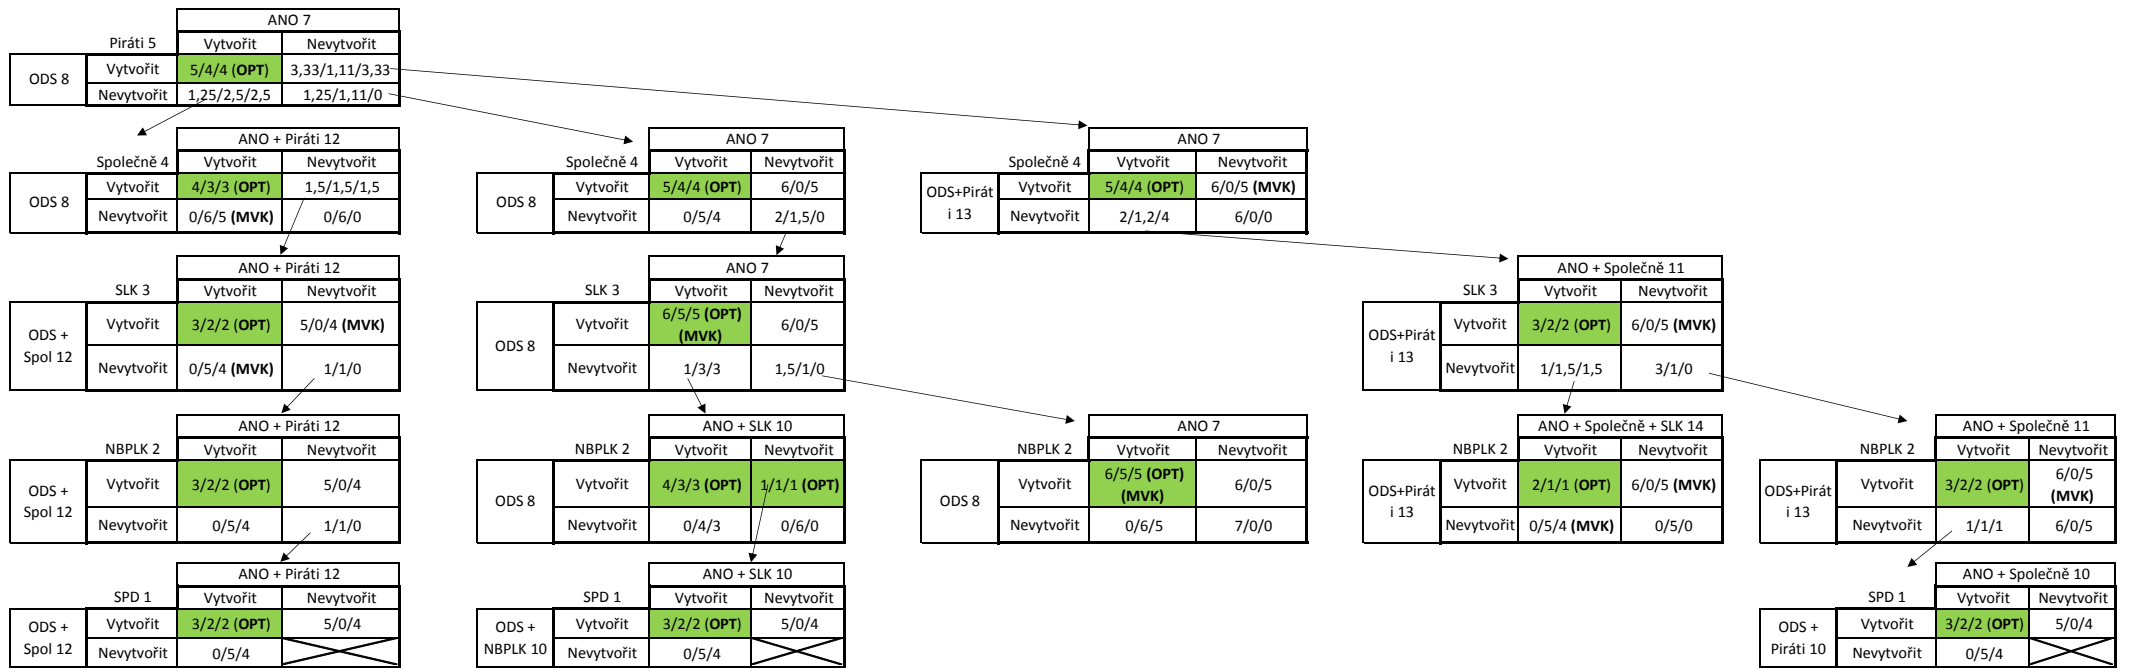 ANO 7
Piráti 5 Vytvořit Nevytvořit
ODS 8 Vytvořit 5/4/4 (OPT) 3,33/1,11/3,33
Nevytvořit 1,25/2,5/2,5 1,25/1,11/0
ANO + Piráti 12 ANO 7 ANO 7
Společně 4 Vytvořit Nevytvořit Společně 4 Vytvořit Nevytvořit Společně 4 Vytvořit Nevytvořit
ODS 8 Vytvořit 4/3/3 (OPT) 1,5/1,5/1,5 ODS 8 Vytvořit 5/4/4 (OPT) 6/0/5 ODS+Pirát Vytvořit 5/4/4 (OPT) 6/0/5 (MVK)
Nevytvořit 0/6/5 (MVK) 0/6/0 Nevytvořit 0/5/4 2/1,5/0 i 13 Nevytvořit 2/1,2/4 6/0/0
ANO + Piráti 12 ANO 7 ANO + Společně 11
SLK 3 Vytvořit Nevytvořit SLK 3 Vytvořit Nevytvořit SLK 3 Vytvořit Nevytvořit
ODS + Vytvořit 3/2/2 (OPT) 5/0/4 (MVK) ODS 8 Vytvořit 6/5/5 (OPT) 6/0/5 ODS+Pirát Vytvořit 3/2/2 (OPT) 6/0/5 (MVK)
(MVK)
Spol 12 Nevytvořit 0/5/4 (MVK) 1/1/0 Nevytvořit 1/3/3 1,5/1/0 i 13 Nevytvořit 1/1,5/1,5 3/1/0
ANO + Piráti 12 ANO + SLK 10 ANO 7 ANO + Společně + SLK 14 ANO + Společně 11
NBPLK 2 Vytvořit Nevytvořit NBPLK 2 Vytvořit Nevytvořit NBPLK 2 Vytvořit Nevytvořit NBPLK 2 Vytvořit Nevytvořit NBPLK 2 Vytvořit Nevytvořit
ODS + Vytvořit 3/2/2 (OPT) 5/0/4 ODS 8 Vytvořit 4/3/3 (OPT) 1/1/1 (OPT) ODS 8 Vytvořit 6/5/5 (OPT) 6/0/5 ODS+Pirát Vytvořit 2/1/1 (OPT) 6/0/5 (MVK) ODS+Pirát Vytvořit 3/2/2 (OPT) 6/0/5
(MVK) (MVK)
Spol 12 Nevytvořit 0/5/4 1/1/0 Nevytvořit 0/4/3 0/6/0 Nevytvořit 0/6/5 7/0/0 i 13 Nevytvořit 0/5/4 (MVK) 0/5/0 i 13 Nevytvořit 1/1/1 6/0/5
ANO + Piráti 12 ANO + SLK 10 ANO + Společně 10
SPD 1 Vytvořit Nevytvořit SPD 1 Vytvořit Nevytvořit SPD 1 Vytvořit Nevytvořit
ODS + Vytvořit 3/2/2 (OPT) 5/0/4 ODS + Vytvořit 3/2/2 (OPT) 5/0/4 ODS + Vytvořit 3/2/2 (OPT) 5/0/4
Spol 12 Nevytvořit 0/5/4 NBPLK 10 Nevytvořit 0/5/4 Piráti 10 Nevytvořit 0/5/4